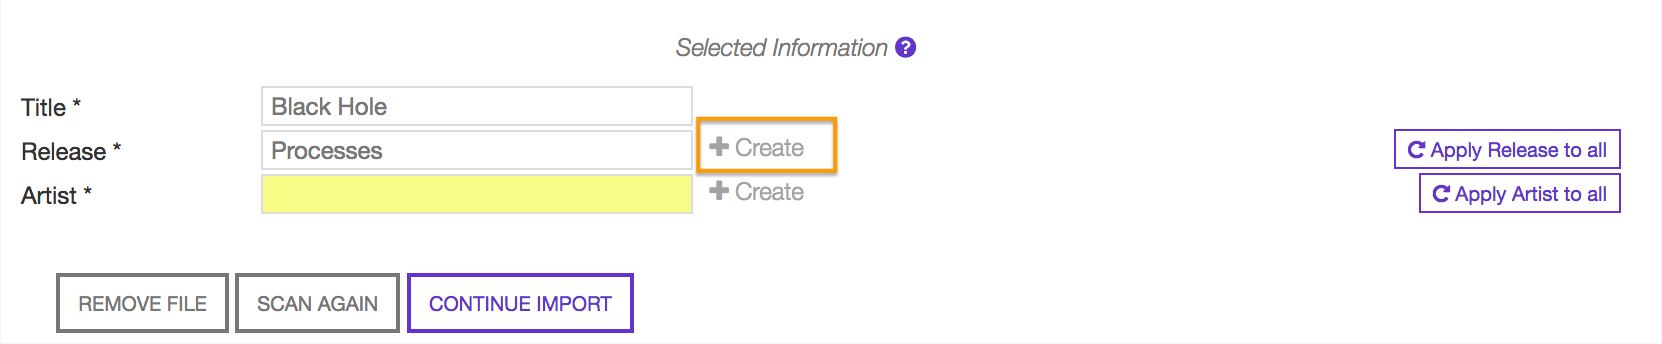 Selected Information ?
Title * Black Hole
Release * Processes + Create Apply Release to all
Artist * + Create Apply Artist to all
REMOVE FILE SCAN AGAIN CONTINUE IMPORT